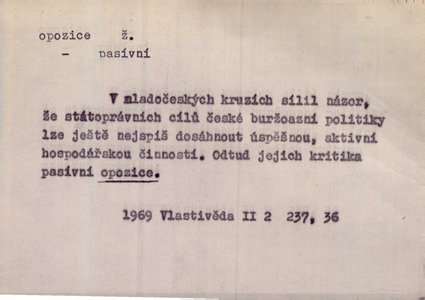 opozice ž.
- pasivní
V mladočeských kruzích sílil názor,
že státoprávních cílů české buržoazní politiky
lze ještě nejspíš dosáhnout úspěšnou, aktivní
hospodářskou činností. Odtud jejich kritika
pasivní opozice.
1969 Vlastivěda II 2 237, 36